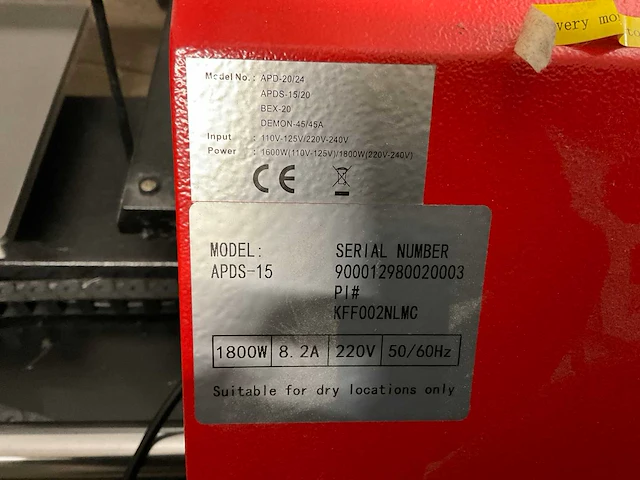 very mo
to
Model No. : APD-20/24
APDS-15/20
BEX-20
DEMON-45/45A
Input : 110V-125V/220V-240V
Power : 1600W(110V-125V)/1800W(220V-240V)
CE
MODEL: SERIAL NUMBER
APDS-15 900012980020003
PI#
KFF002NLMC
1800W 8.2A 220V 50/60Hz
Suitable for dry locations only